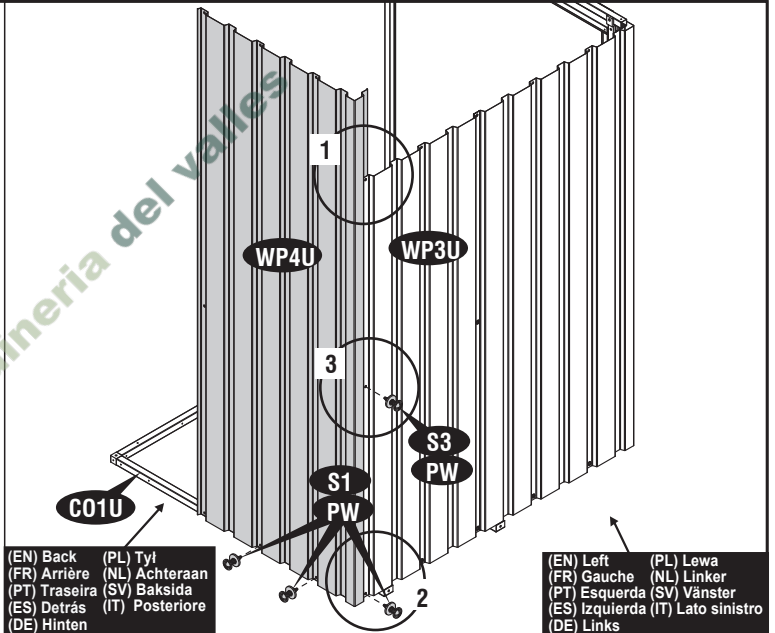 1
WP4U
WP3U
3
S3
PW
S1
PW
C01U
2
(EN) Back (PL) Tył
(FR) Arrière (NL) Achteraan
(PT) Traseira (SV) Baksida
(ES) Detrás (IT) Posteriore
(DE) Hinten
(EN) Left (PL) Lewa
(FR) Gauche (NL) Linker
(PT) Esquerda (SV) Vänster
(ES) Izquierda (IT) Lato sinistro
(DE) Links
del valles